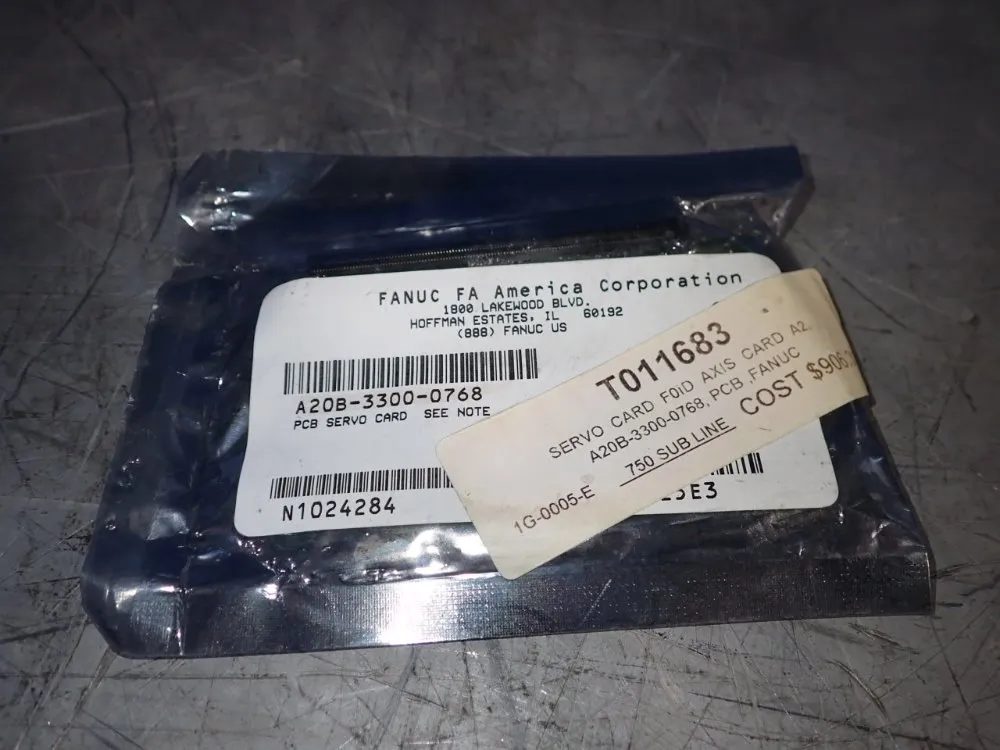 FANUC FA America Corporation
1800 LAKEWOOD BLVD.
HOFFMAN ESTATES, IL 60192
(888) FANUC US
A20B-3300-0768
PCB SERVO CARD SEE NOTE
N1024284
E3
T011683
SERVO CARD F0ID AXIS CARD A2,
A20B-3300-0768, PCB ,FANUC
750 SUB LINE COST
1G-0005-E